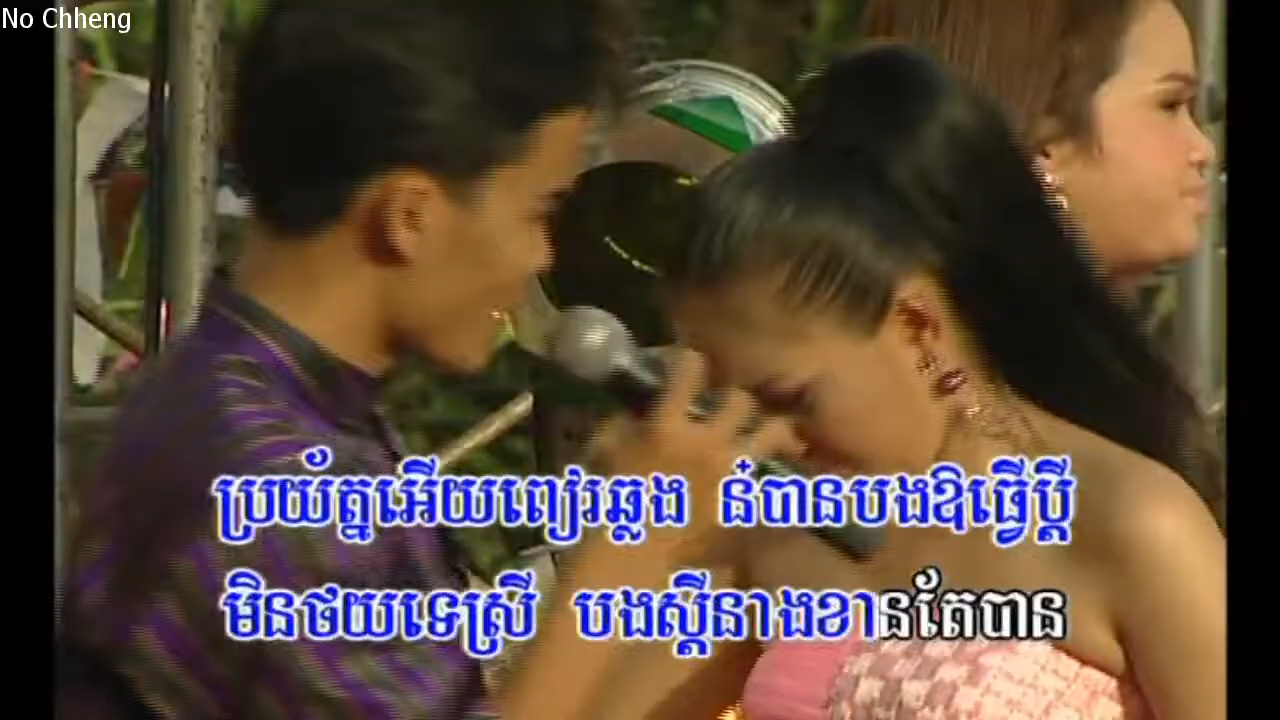 No Chheng
ប្រយ័ត្នអើយពៀរឆ្លង ន៎បានបងឱធ្វើប្ដី
មិនថយទេស្រី បងស្ដីនាងខានតែបាន